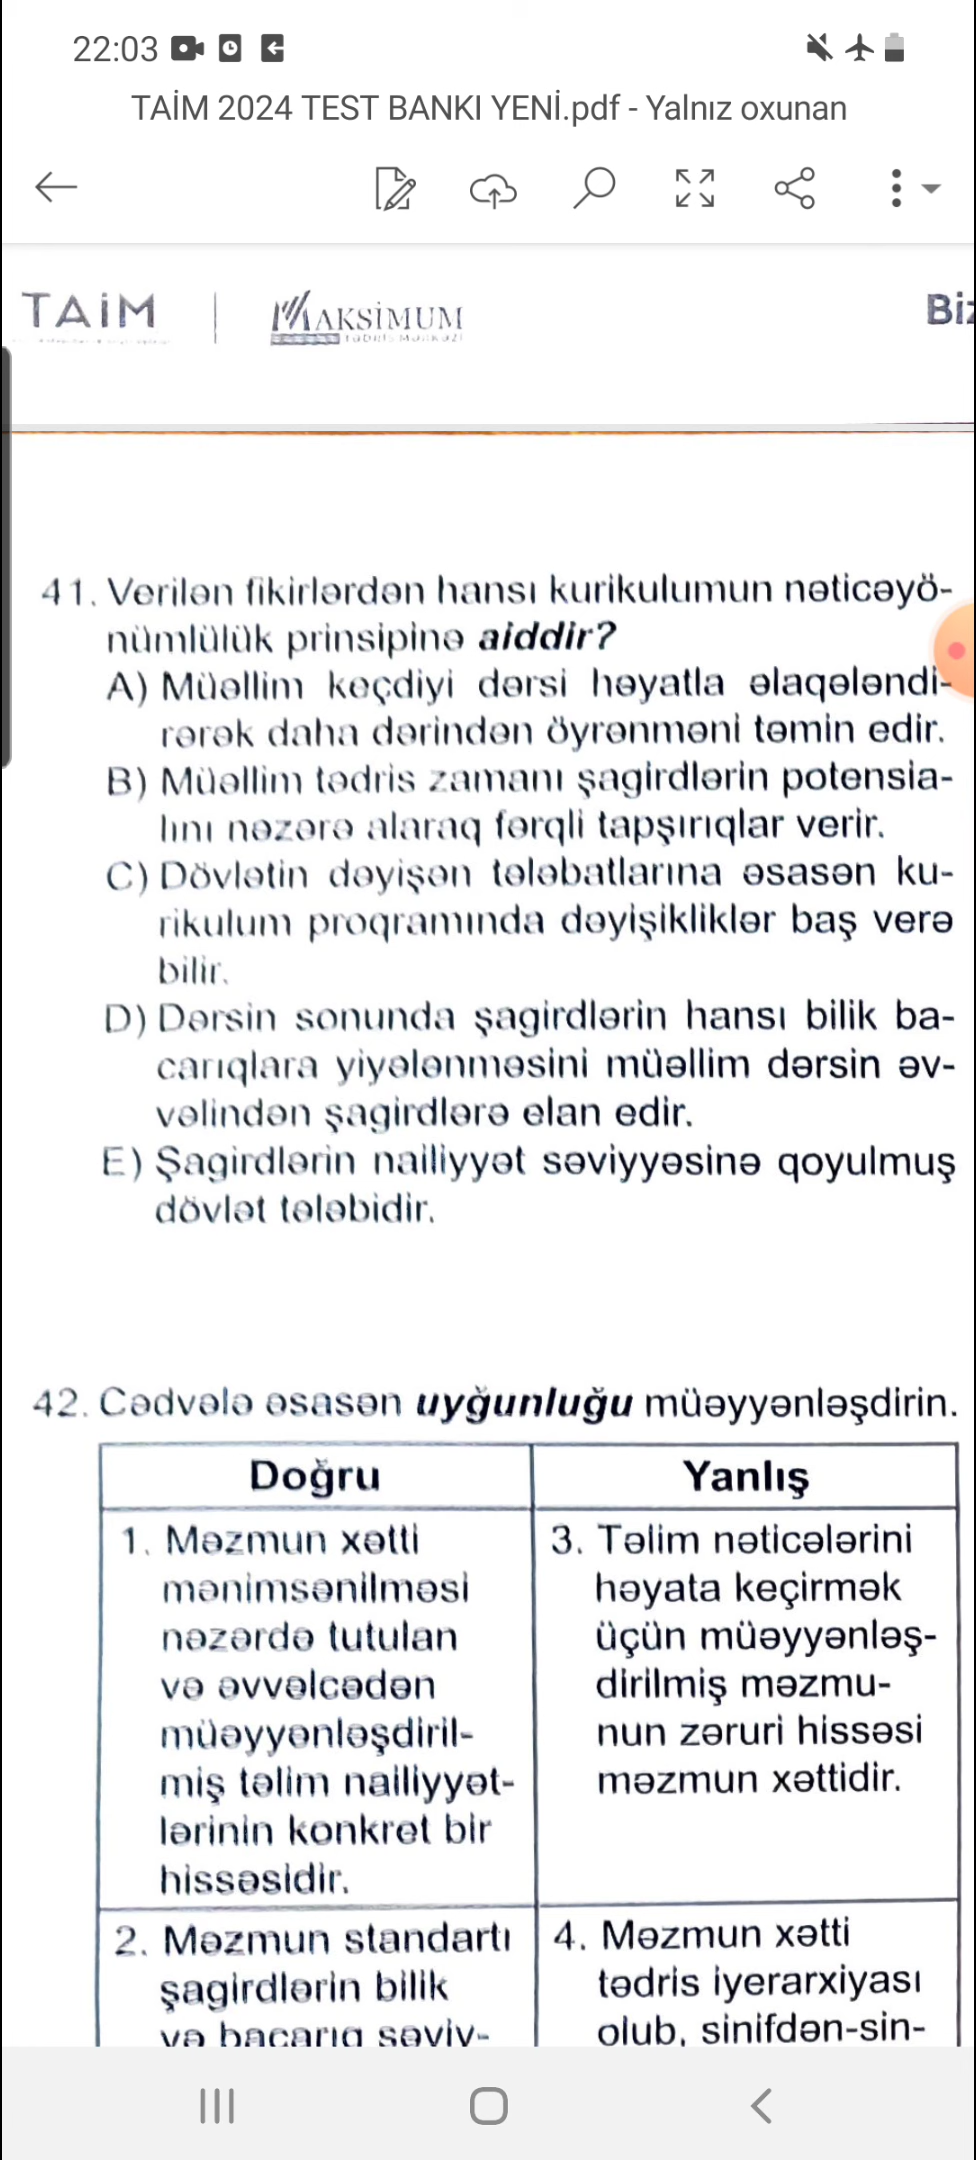 22:03
TAİM 2024 TEST BANKI YENİ.pdf - Yalnız oxunan
TAİM | MAKSİMUM
Biz
41. Verilən fikirlərdən hansı kurikulumun nəticəyö-
nümlülük prinsipinə aiddir?
A) Müəllim keçdiyi dərsi həyatla əlaqələndi-
rərək daha dərindən öyrənməni təmin edir.
B) Müəllim tədris zamanı şagirdlərin potensia-
lını nəzərə alaraq fərqli tapşırıqlar verir.
C) Dövlətin dəyişən tələbatlarına əsasən ku-
rikulum proqramında dəyişikliklər baş verə
bilir.
D) Dərsin sonunda şagirdlərin hansı bilik ba-
carıqlara yiyələnməsini müəllim dərsin əv-
vəlindən şagirdlərə elan edir.
E) Şagirdlərin nailiyyət səviyyəsinə qoyulmuş
dövlət tələbidir.
42. Cədvələ əsasən uyğunluğu müəyyənləşdirin.
Doğru
Yanlış
1. Məzmun xətti
mənimsənilməsi
nəzərdə tutulan
və əvvəlcədən
müəyyənləşdiril-
miş təlim nailiyyət-
lərinin konkret bir
hissəsidir.
3. Təlim nəticələrini
həyata keçirmək
üçün müəyyənləş-
dirilmiş məzmu-
nun zəruri hissəsi
məzmun xəttidir.
2. Məzmun standartı
şagirdlərin bilik
və bacarıq səviy-
4. Məzmun xətti
tədris iyerarxiyası
olub, sinifdən-sin-